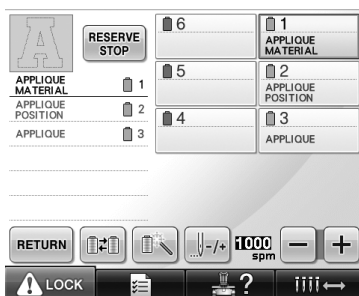 A
RESERVE
STOP
APPLIQUE
MATERIAL
1
APPLIQUE
POSITION
2
APPLIQUE
3
6
1
APPLIQUE
MATERIAL
5
2
APPLIQUE
POSITION
4
3
APPLIQUE
RETURN
-/+
1000
spm
−
+
LOCK
?